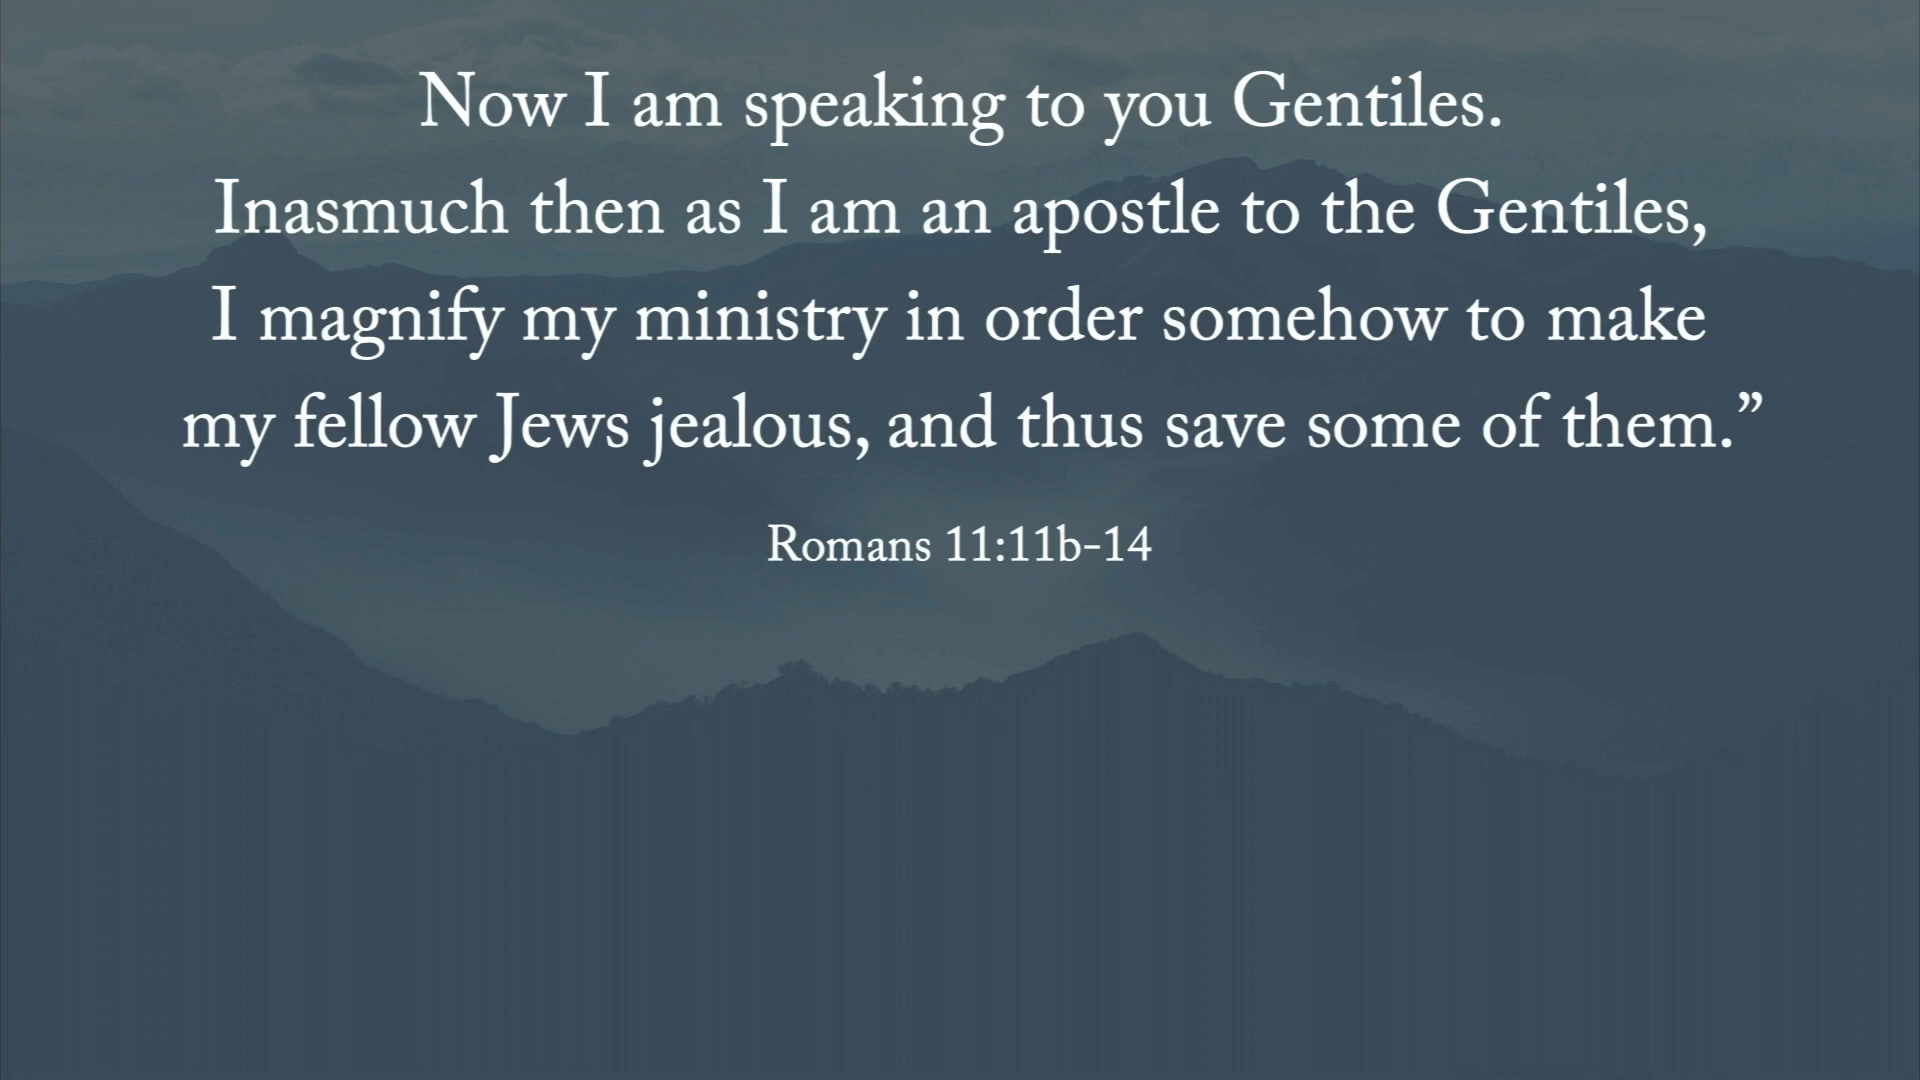 Now I am speaking to you Gentiles.
Inasmuch then as I am an apostle to the Gentiles,
I magnify my ministry in order somehow to make
my fellow Jews jealous, and thus save some of them.”
Romans 11:11b-14